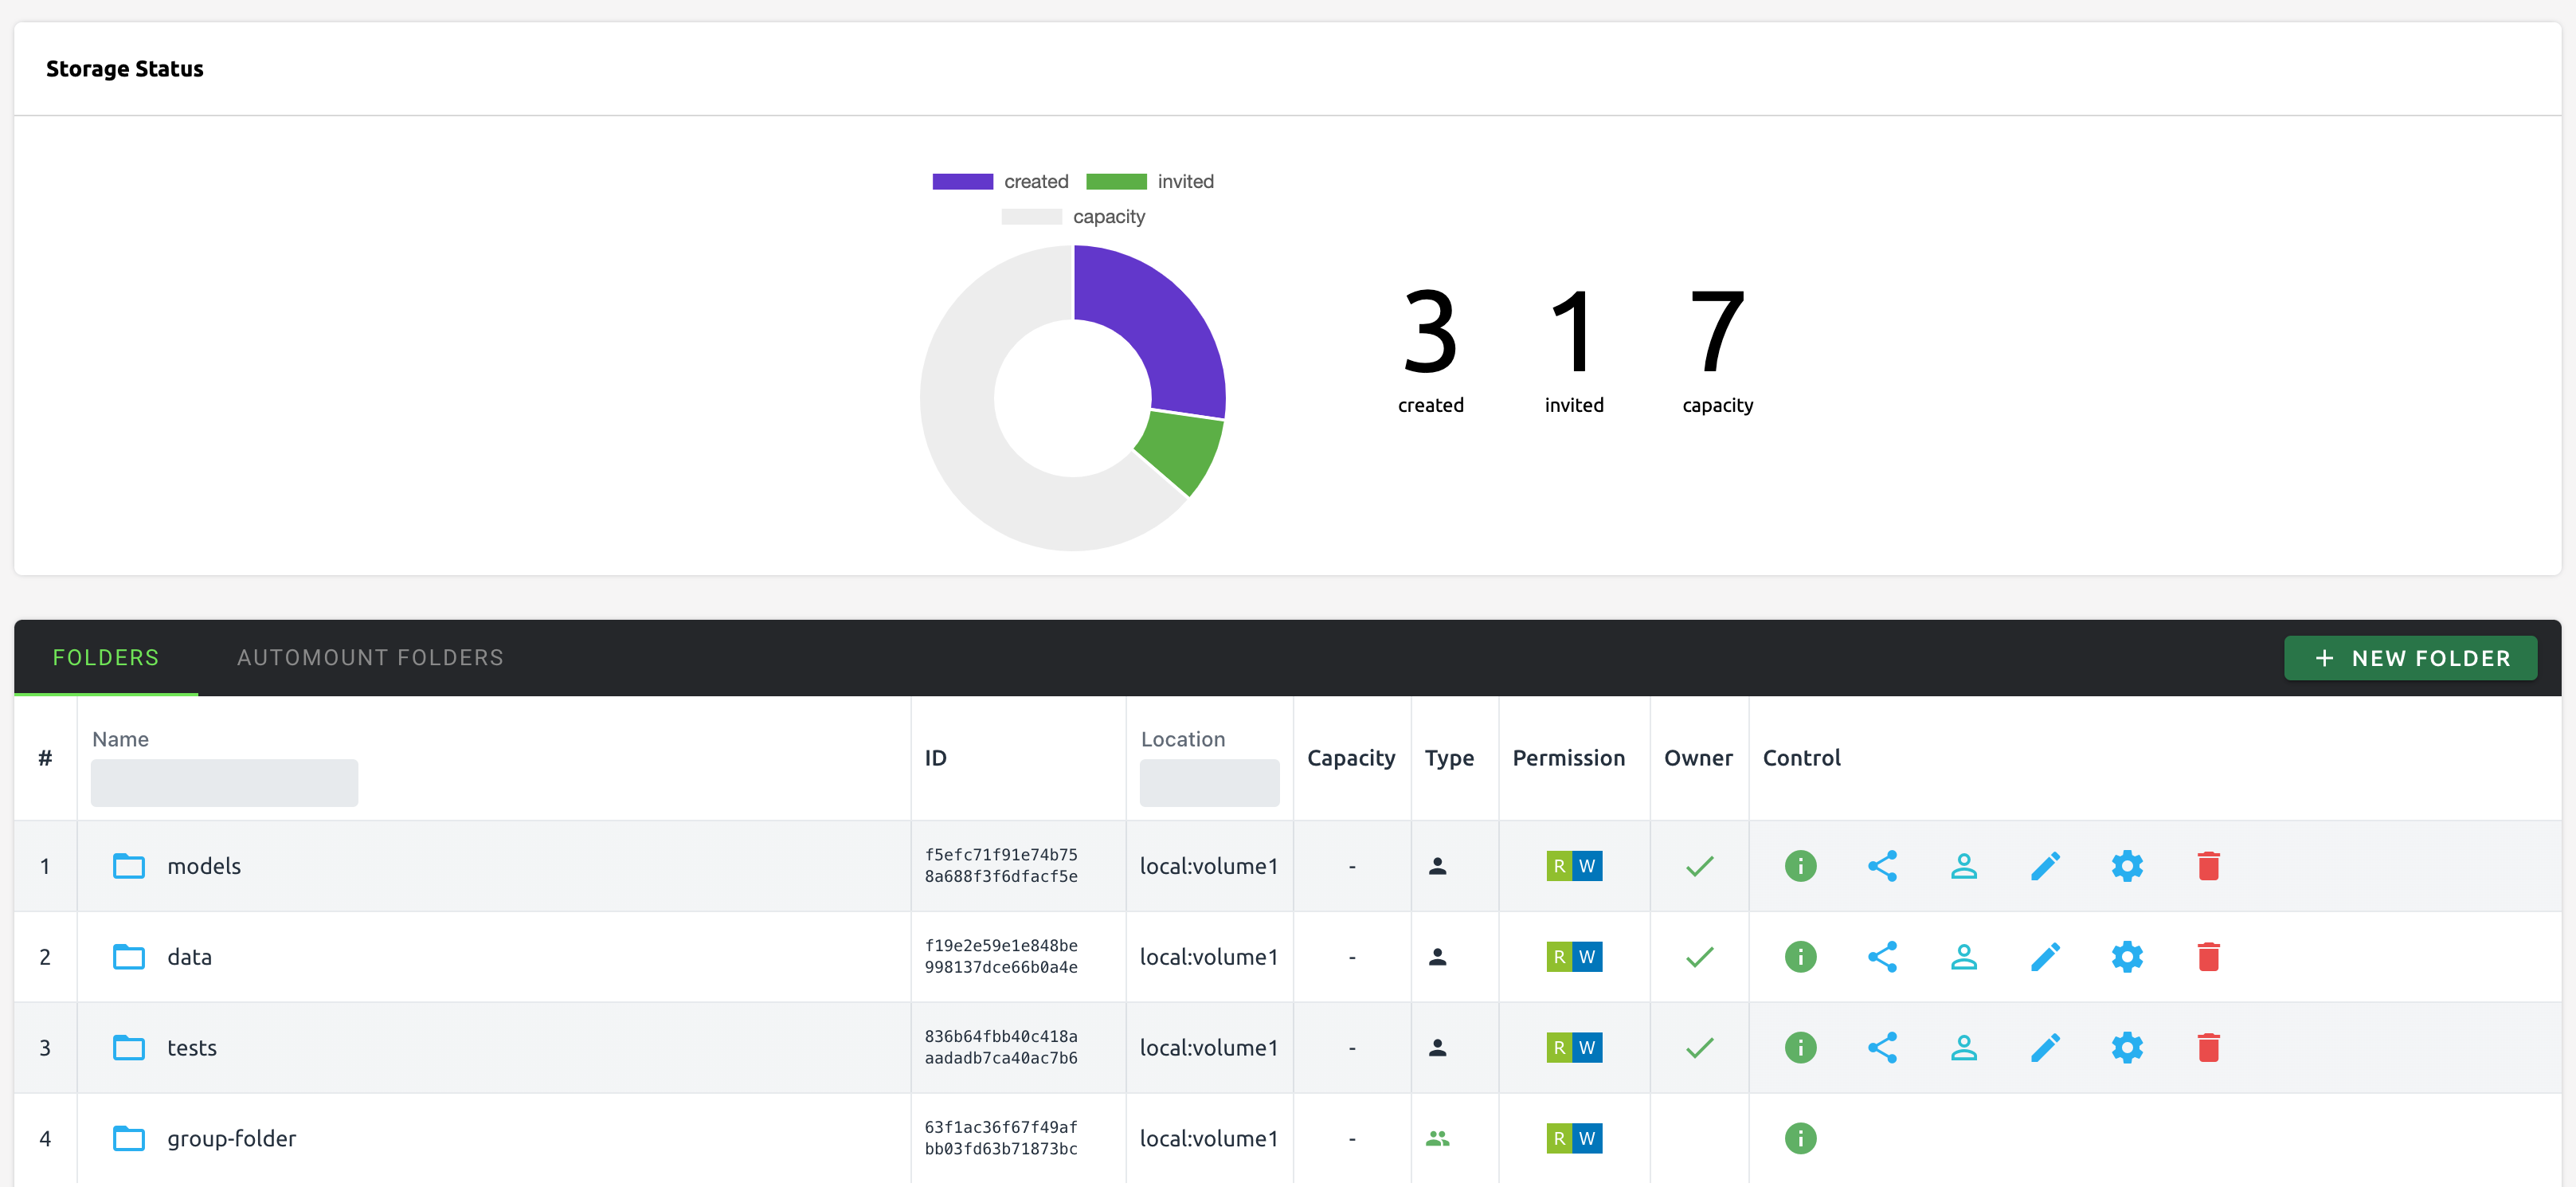 Storage Status
created invited
capacity
3 1 7
created invited capacity
FOLDERS AUTOMOUNT FOLDERS + NEW FOLDER
# Name ID Location Capacity Type Permission Owner Control
1 models f5efc71f91e74b75 local:volume1 - R W
8a688f3f6dfacf5e
2 data f19e2e59e1e848be local:volume1 - R W
998137dce66b0a4e
3 tests 836b64fbb40c418a local:volume1 - R W
aadadb7ca40ac7b6
4 group-folder 63f1ac36f67f49af local:volume1 - R W
bb03fd63b71873bc